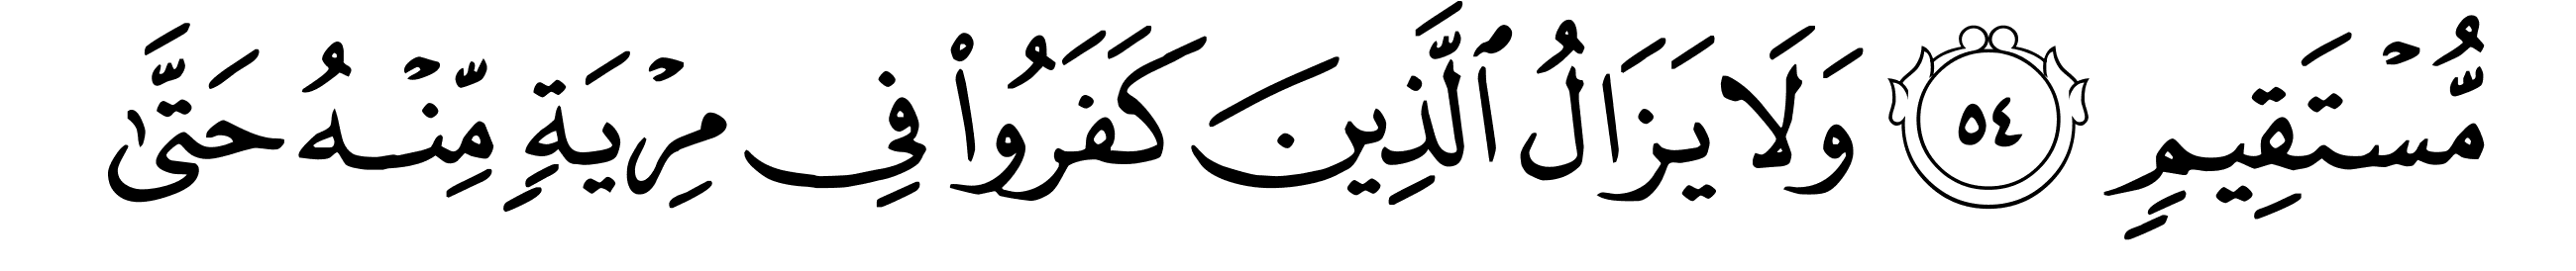 مُّسۡتَقِيمٖ ٥٤ وَلَا يَزَالُ ٱلَّذِينَ كَفَرُواْ فِي مِرۡيَةٖ مِّنۡهُ حَتَّىٰ